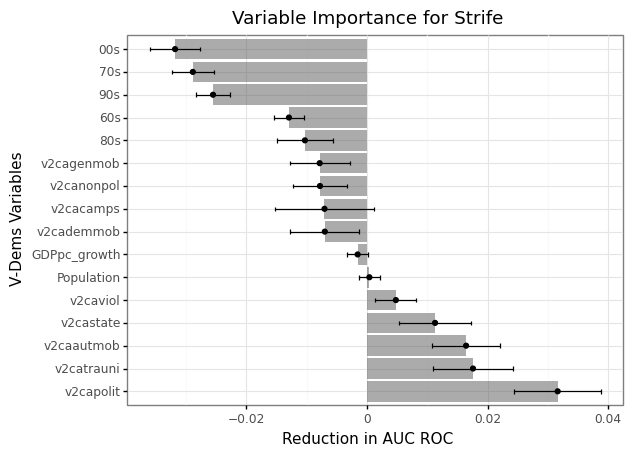 Variable Importance for Strife
V-Dems Variables
00s
70s
90s
60s
80s
v2cagenmob
v2canonpol
v2cacamps
v2cademmob
GDPpc_growth
Population
v2caviol
v2castate
v2caautmob
v2catrauni
v2capolit
−0.02 0 0.02 0.04
Reduction in AUC ROC